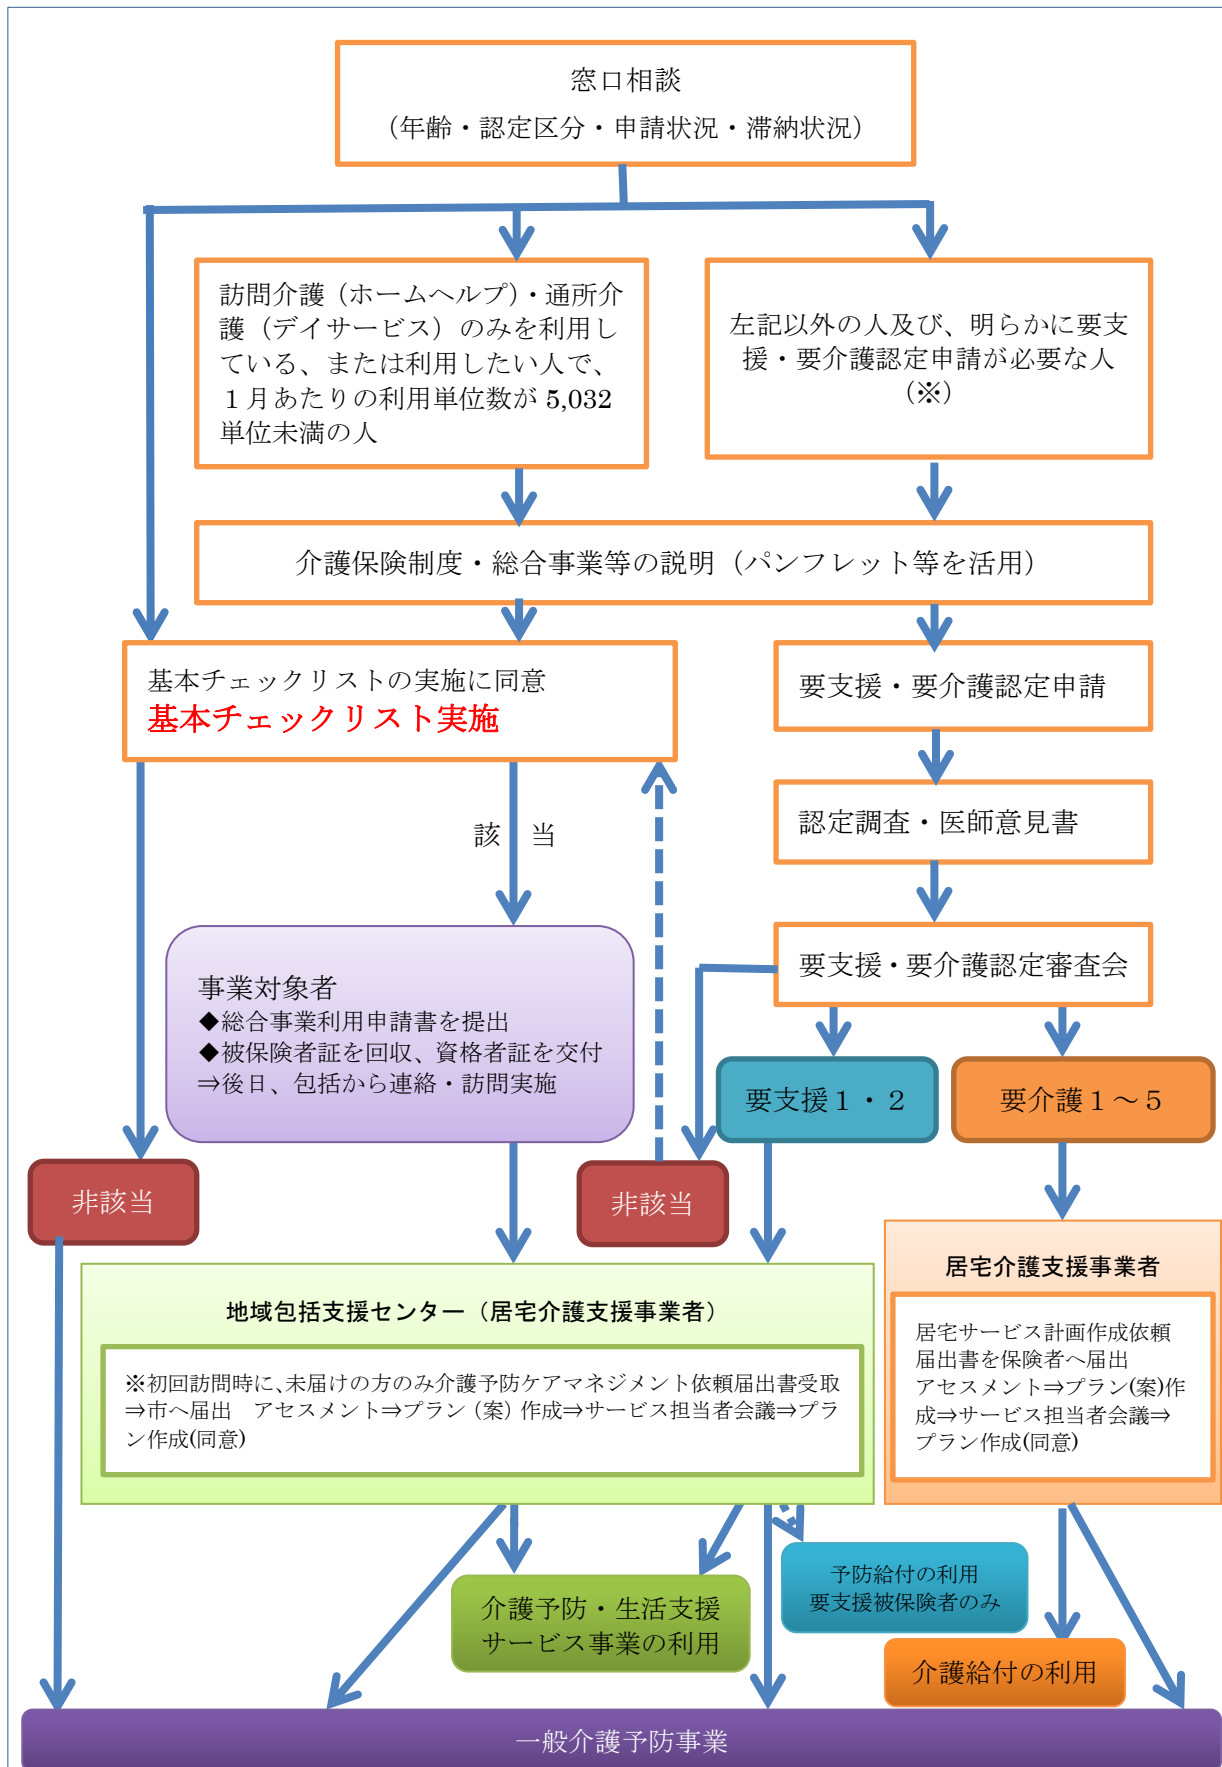 窓口相談
（年齢・認定区分・申請状況・滞納状況）
訪問介護（ホームヘルプ）・通所介
護（デイサービス）のみを利用し
ている、または利用したい人で、
１月あたりの利用単位数が 5,032
単位未満の人
左記以外の人及び、明らかに要支
援・要介護認定申請が必要な人
（※）
介護保険制度・総合事業等の説明（パンフレット等を活用）
基本チェックリストの実施に同意
基本チェックリスト実施
要支援・要介護認定申請
認定調査・医師意見書
該　当
要支援・要介護認定審査会
事業対象者
◆総合事業利用申請書を提出
◆被保険者証を回収、資格者証を交付
⇒後日、包括から連絡・訪問実施
要支援１・２
要介護１～５
非該当
非該当
地域包括支援センター（居宅介護支援事業者）
※初回訪問時に、未届けの方のみ介護予防ケアマネジメント依頼届出書受取
⇒市へ届出　アセスメント⇒プラン（案）作成⇒サービス担当者会議⇒プラ
ン作成(同意)
居宅介護支援事業者
居宅サービス計画作成依頼
届出書を保険者へ届出
アセスメント⇒プラン(案)作
成⇒サービス担当者会議⇒
プラン作成(同意)
介護予防・生活支援
サービス事業の利用
予防給付の利用
要支援被保険者のみ
介護給付の利用
一般介護予防事業